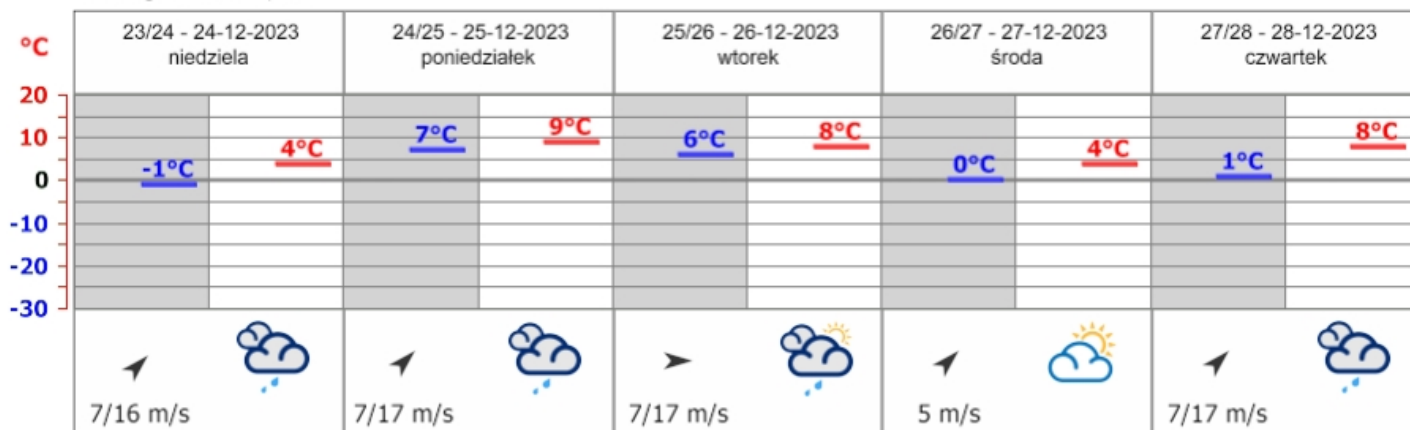 °C
23/24 - 24-12-2023
niedziela
24/25 - 25-12-2023
poniedziałek
25/26 - 26-12-2023
wtorek
26/27 - 27-12-2023
środa
27/28 - 28-12-2023
czwartek
20
10
0
-10
-20
-30
-1°C
4°C
7°C
9°C
6°C
8°C
0°C
4°C
1°C
8°C
7/16 m/s
7/17 m/s
7/17 m/s
5 m/s
7/17 m/s